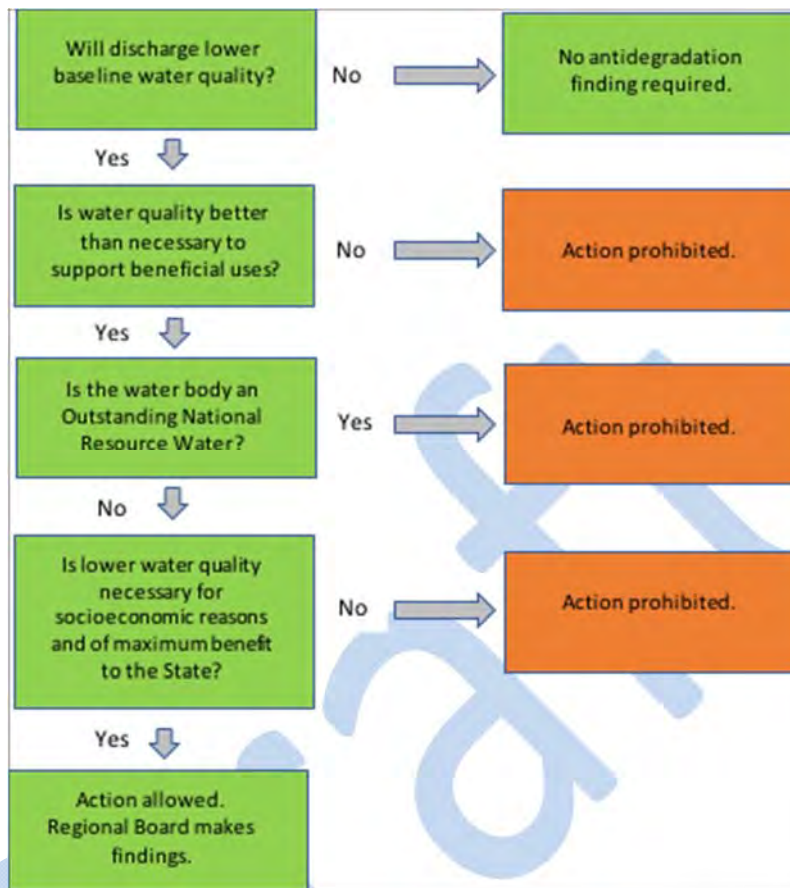 Will discharge lower
baseline water quality?
No
No antidegradation
finding required.
Yes
Is water quality better
than necessary to
support beneficial uses?
No
Action prohibited.
Yes
Is the water body an
Outstanding National
Resource Water?
Yes
Action prohibited.
No
Is lower water quality
necessary for
socioeconomic reasons
and of maximum benefit
to the State?
No
Action prohibited.
Yes
Action allowed.
Regional Board makes
findings.